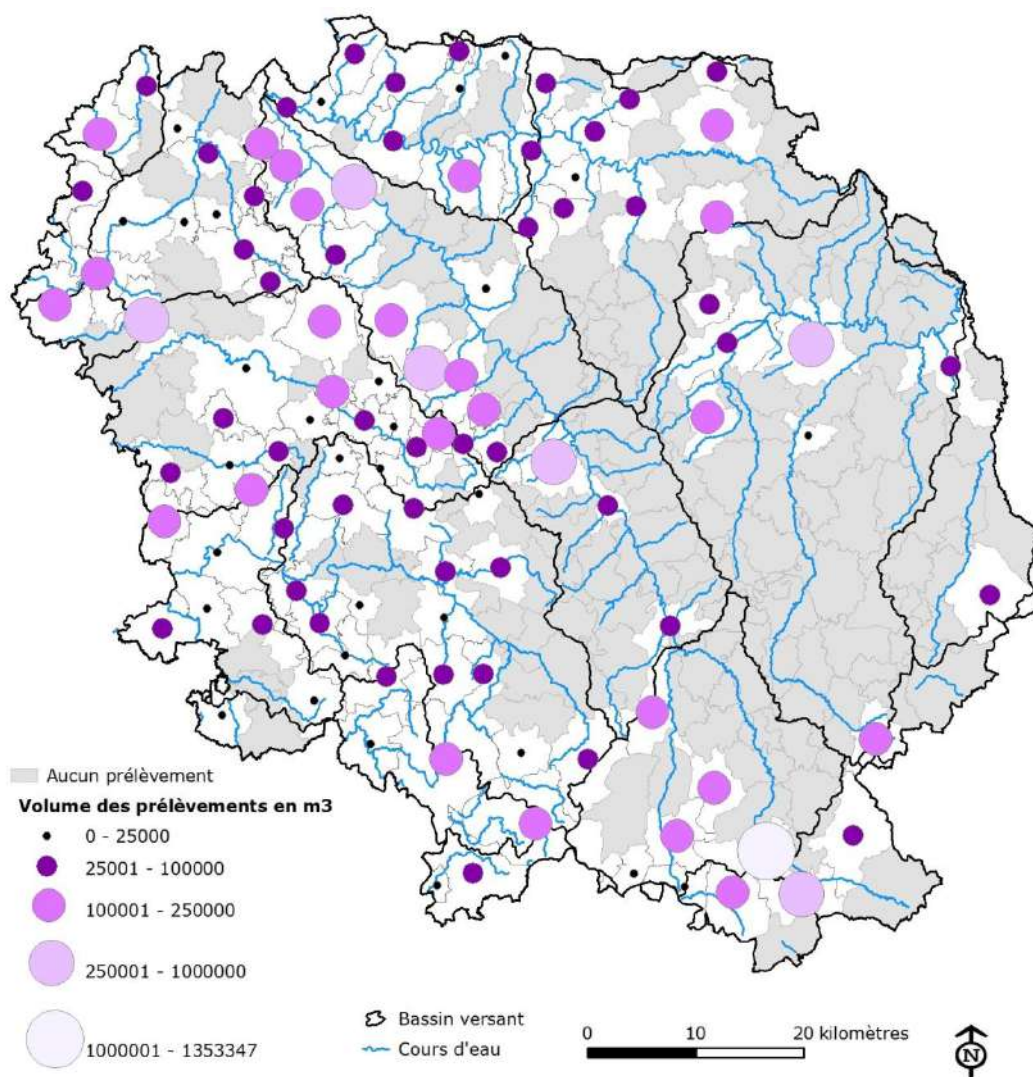 Aucun prélèvement
Volume des prélèvements en m3
0 - 25000
25001 - 100000
100001 - 250000
250001 - 1000000
1000001 - 1353347
Bassin versant
Cours d'eau
0 10 20 kilomètres
N